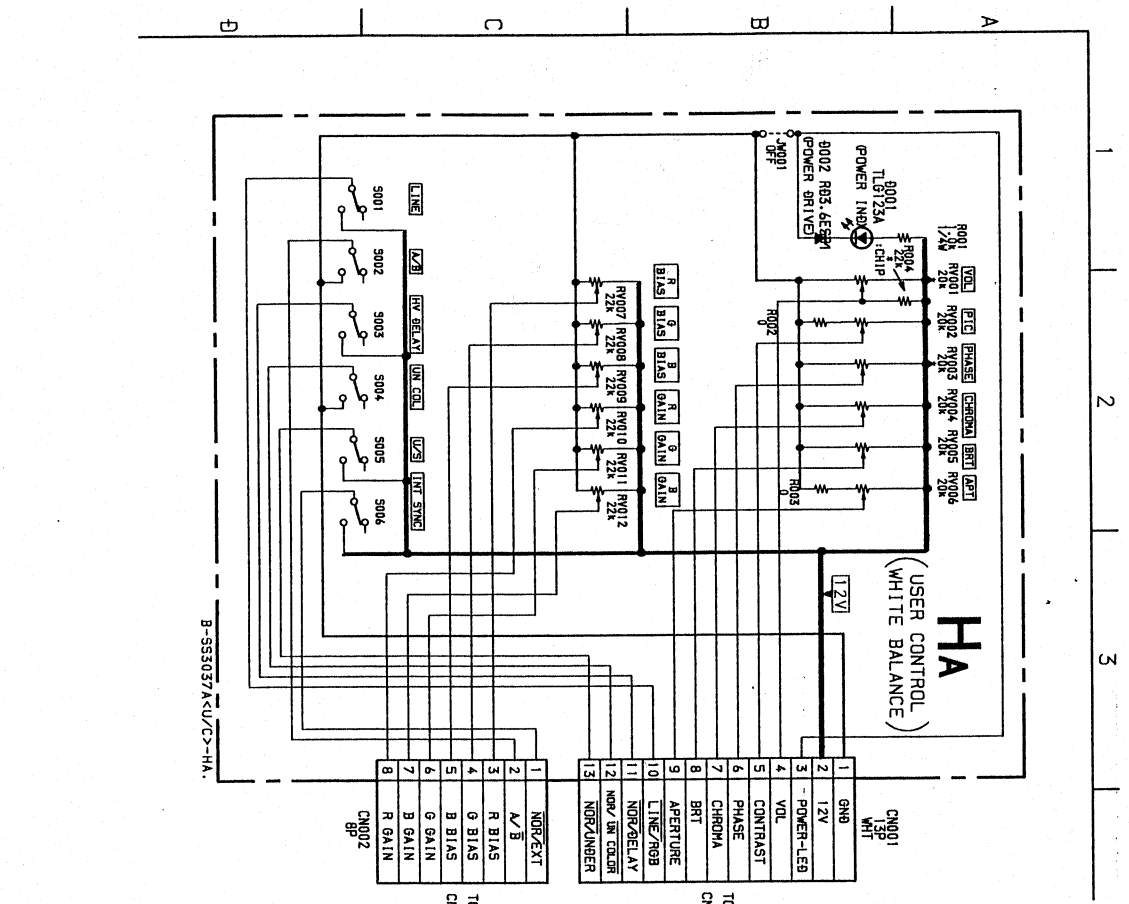 D
C
B
A
1
2
3
LINE
S001
A/B
S002
HV DELAY
S003
UN COL
S004
U/S
S005
INT SYNC
S006
JW001
OFF
D002 RD3.6ESB1
(POWER DRIVE)
D001
TLG123A
(POWER IND)
R001
1.0k
1/4W
R004
22k
*
:CHIP
R002
0
R003
0
VOL
RV001
20k
PIC
RV002
20k
PHASE
RV003
20k
CHROMA
RV004
20k
BRT
RV005
20k
APT
RV006
20k
R
BIAS
RV007
22k
G
BIAS
RV008
22k
B
BIAS
RV009
22k
R
GAIN
RV010
22k
G
GAIN
RV011
22k
B
GAIN
RV012
22k
12V
HA
(USER CONTROL
WHITE BALANCE)
B-SS3037A<U/C>-HA.
CN001
13P
WHT
1 GND
2 12V
3 -POWER-LED
4 VOL
5 CONTRAST
6 PHASE
7 CHROMA
8 BRT
9 APERTURE
10 LINE/RGB
11 NOR/DELAY
12 NOR/UN COLOR
13 NOR/UNDER
CN002
8P
1 NOR/EXT
2 A/B
3 R BIAS
4 G BIAS
5 B BIAS
6 G GAIN
7 B GAIN
8 R GAIN